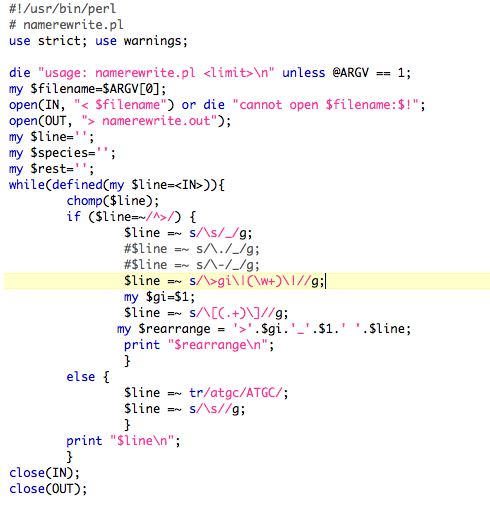 #!/usr/bin/perl
# namerewrite.pl
use strict; use warnings;
die "usage: namerewrite.pl <limit>\n" unless @ARGV == 1;
my $filename=$ARGV[0];
open(IN, "< $filename") or die "cannot open $filename:$!";
open(OUT, "> namerewrite.out");
my $line='';
my $species='';
my $rest='';
while(defined(my $line=<IN>)){
chomp($line);
if ($line=~/^>/) {
$line =~ s/\s/_/g;
#$line =~ s/\./_/g;
#$line =~ s/\-/_/g;
$line =~ s/\>gi\|(\w+)\|//g;
my $gi=$1;
$line =~ s/\[(.+)\]//g;
my $rearrange = '>'.$gi.'_'.$1.' '.$line;
print "$rearrange\n";
}
else {
$line =~ tr/atgc/ATGC/;
$line =~ s/\s//g;
}
print "$line\n";
}
close(IN);
close(OUT);